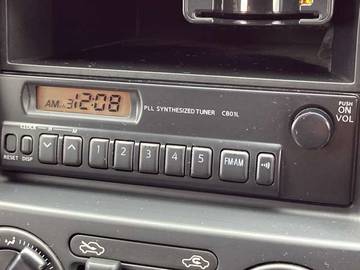 AM 12:08
PLL SYNTHESIZED TUNER CB01L
PUSH
ON
VOL
CLOCK H M
RESET DISP
1 2 3 4 5 FM/AM